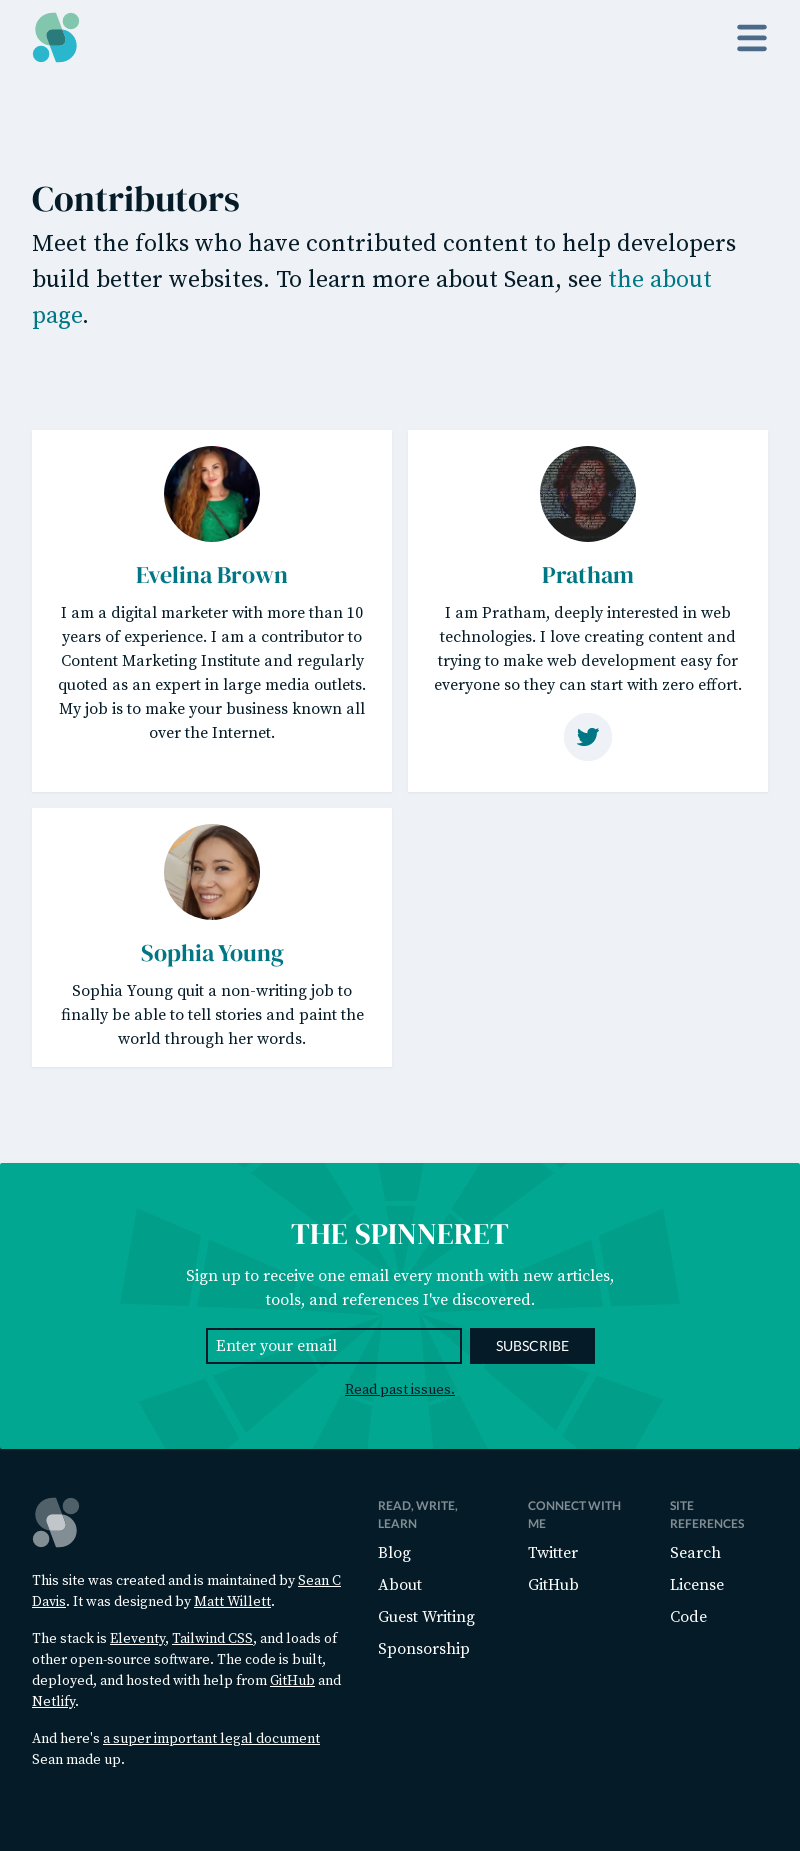 Contributors
Meet the folks who have contributed content to help developers
build better websites. To learn more about Sean, see the about
page.
Evelina Brown
I am a digital marketer with more than 10
years of experience. I am a contributor to
Content Marketing Institute and regularly
quoted as an expert in large media outlets.
My job is to make your business known all
over the Internet.
Pratham
I am Pratham, deeply interested in web
technologies. I love creating content and
trying to make web development easy for
everyone so they can start with zero effort.
Sophia Young
Sophia Young quit a non-writing job to
finally be able to tell stories and paint the
world through her words.
THE SPINNERET
Sign up to receive one email every month with new articles,
tools, and references I've discovered.
Enter your email
SUBSCRIBE
Read past issues.
This site was created and is maintained by Sean C
Davis. It was designed by Matt Willett.
The stack is Eleventy, Tailwind CSS, and loads of
other open-source software. The code is built,
deployed, and hosted with help from GitHub and
Netlify.
And here's a super important legal document
Sean made up.
READ, WRITE,
LEARN
Blog
About
Guest Writing
Sponsorship
CONNECT WITH
ME
Twitter
GitHub
SITE
REFERENCES
Search
License
Code